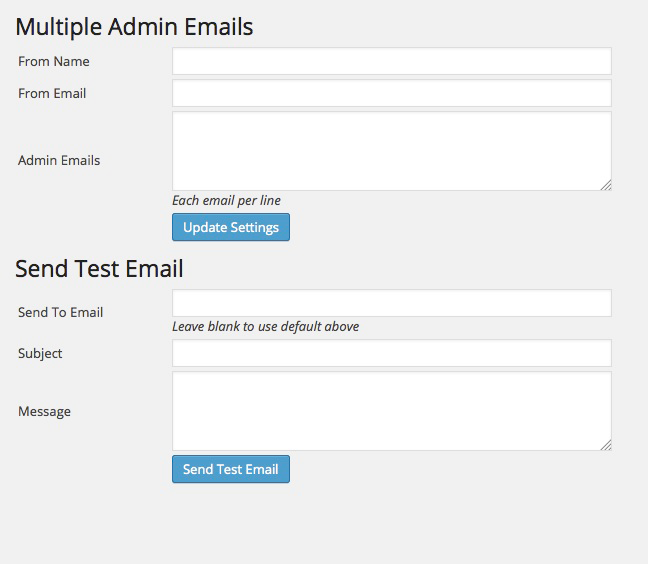 Multiple Admin Emails
From Name
From Email
Admin Emails
Each email per line
Update Settings
Send Test Email
Send To Email
Leave blank to use default above
Subject
Message
Send Test Email